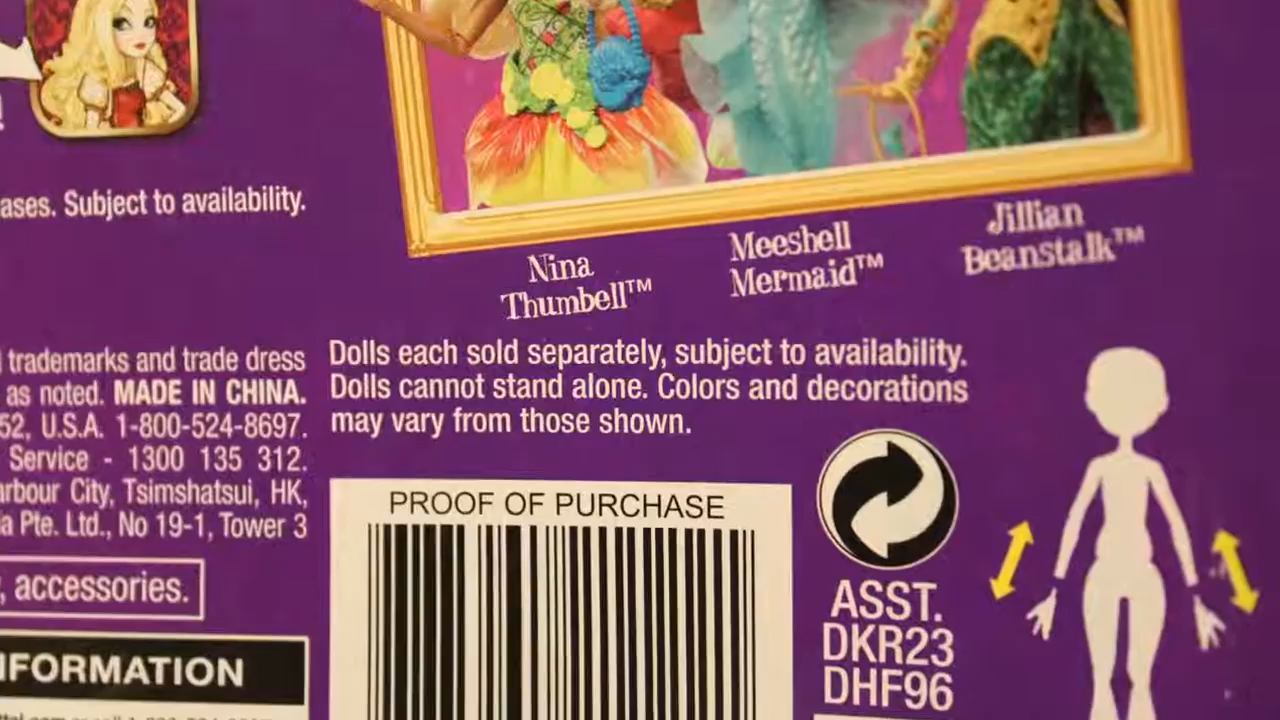 ases. Subject to availability.
Nina
Thumbell™
Meeshell
Mermaid™
Jillian
Beanstalk™
trademarks and trade dress
as noted. MADE IN CHINA.
52, U.S.A. 1-800-524-8697.
Service - 1300 135 312.
arbour City, Tsimshatsui, HK,
a Pte. Ltd., No 19-1, Tower 3
, accessories.
NFORMATION
Dolls each sold separately, subject to availability.
Dolls cannot stand alone. Colors and decorations
may vary from those shown.
PROOF OF PURCHASE
ASST.
DKR23
DHF96